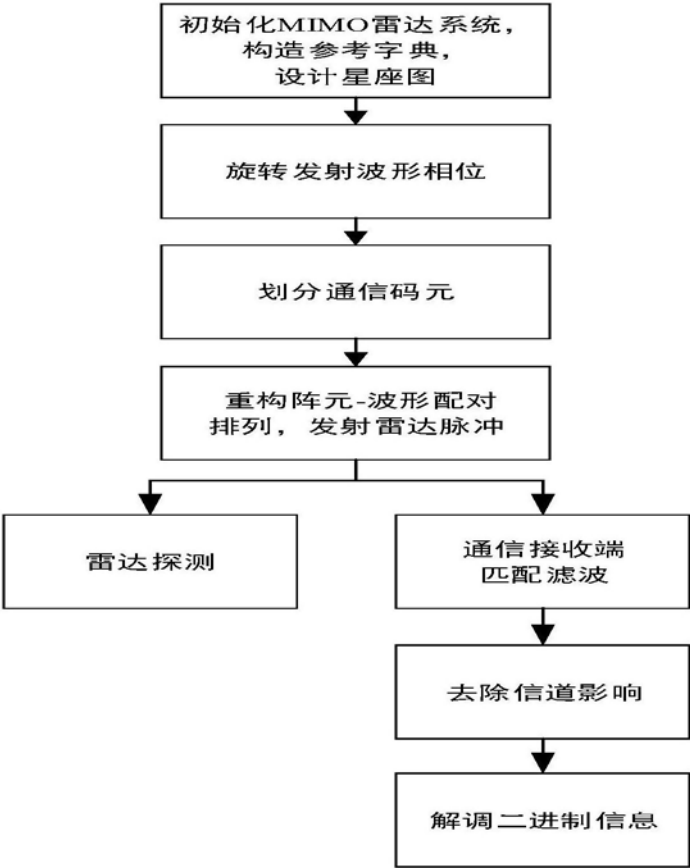 初始化MIMO雷达系统，
构造参考字典，
设计星座图
旋转发射波形相位
划分通信码元
重构阵元-波形配对
排列，发射雷达脉冲
雷达探测
通信接收端
匹配滤波
去除信道影响
解调二进制信息